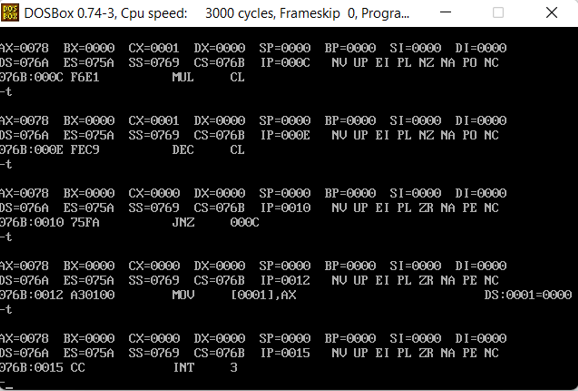 DOSBox 0.74-3, Cpu speed:    3000 cycles, Frameskip  0, Progra...
AX=0078  BX=0000  CX=0001  DX=0000  SP=0000  BP=0000  SI=0000  DI=0000
DS=076A  ES=075A  SS=0769  CS=076B  IP=000C   NV UP EI PL NZ NA PO NC
076B:000C F6E1          MUL     CL
-t
AX=0078  BX=0000  CX=0001  DX=0000  SP=0000  BP=0000  SI=0000  DI=0000
DS=076A  ES=075A  SS=0769  CS=076B  IP=000E   NV UP EI PL NZ NA PO NC
076B:000E FEC9          DEC     CL
-t
AX=0078  BX=0000  CX=0000  DX=0000  SP=0000  BP=0000  SI=0000  DI=0000
DS=076A  ES=075A  SS=0769  CS=076B  IP=0010   NV UP EI PL ZR NA PE NC
076B:0010 75FA          JNZ     000C
-t
AX=0078  BX=0000  CX=0000  DX=0000  SP=0000  BP=0000  SI=0000  DI=0000
DS=076A  ES=075A  SS=0769  CS=076B  IP=0012   NV UP EI PL ZR NA PE NC
076B:0012 A30100        MOV     [0001],AX                          DS:0001=0000
-t
AX=0078  BX=0000  CX=0000  DX=0000  SP=0000  BP=0000  SI=0000  DI=0000
DS=076A  ES=075A  SS=0769  CS=076B  IP=0015   NV UP EI PL ZR NA PE NC
076B:0015 CC            INT     3
-_